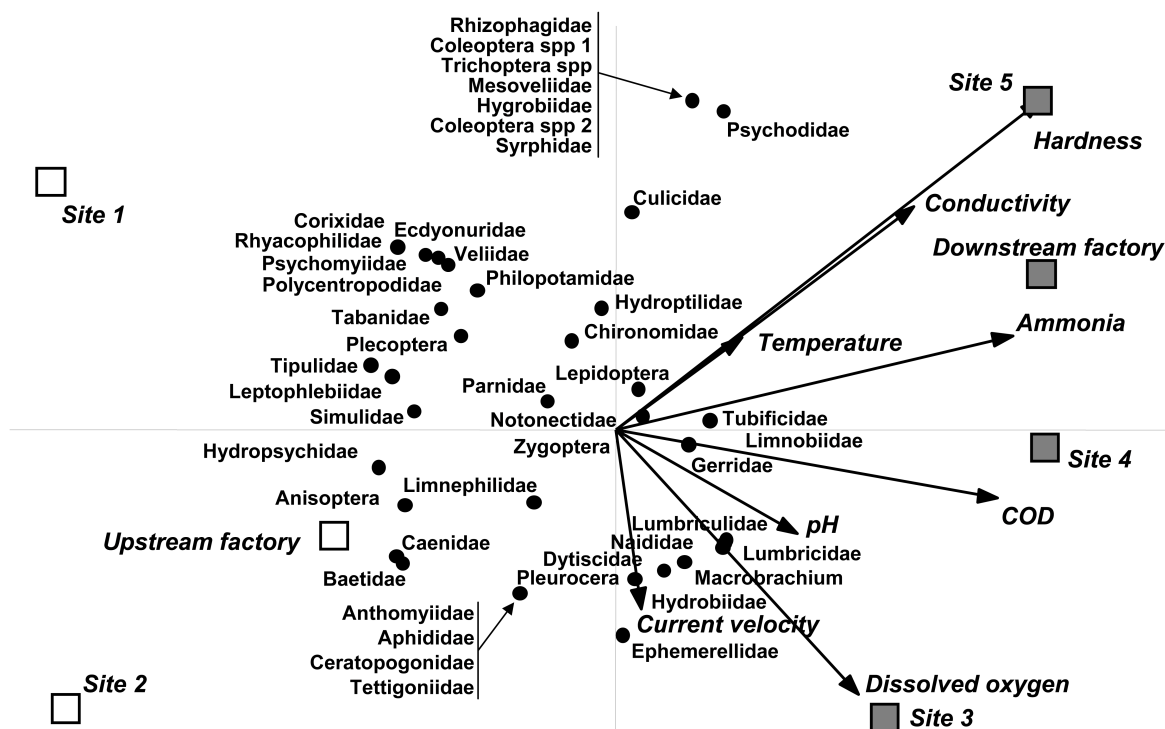 Rhizophagidae
Coleoptera spp 1
Trichoptera spp
Mesoveliidae
Hygrobiidae
Coleoptera spp 2
Syrphidae
Psychodidae
Site 5
Hardness
Site 1
Culicidae
Conductivity
Corixidae
Ecdyonuridae
Rhyacophilidae
Veliidae
Psychomyiidae
Polycentropodidae
Philopotamidae
Downstream factory
Hydroptilidae
Tabanidae
Chironomidae
Ammonia
Plecoptera
Temperature
Tipulidae
Lepidoptera
Leptophlebiidae
Parnidae
Simulidae
Notonectidae
Tubificidae
Zygoptera
Limnobiidae
Hydropsychidae
Gerridae
Site 4
Anisoptera
Limnephilidae
COD
pH
Lumbriculidae
Upstream factory
Caenidae
Naididae
Lumbricidae
Dytiscidae
Baetidae
Pleurocera
Macrobrachium
Hydrobiidae
Anthomyiidae
Aphididae
Ceratopogonidae
Tettigoniidae
Current velocity
Ephemerellidae
Site 2
Dissolved oxygen
Site 3